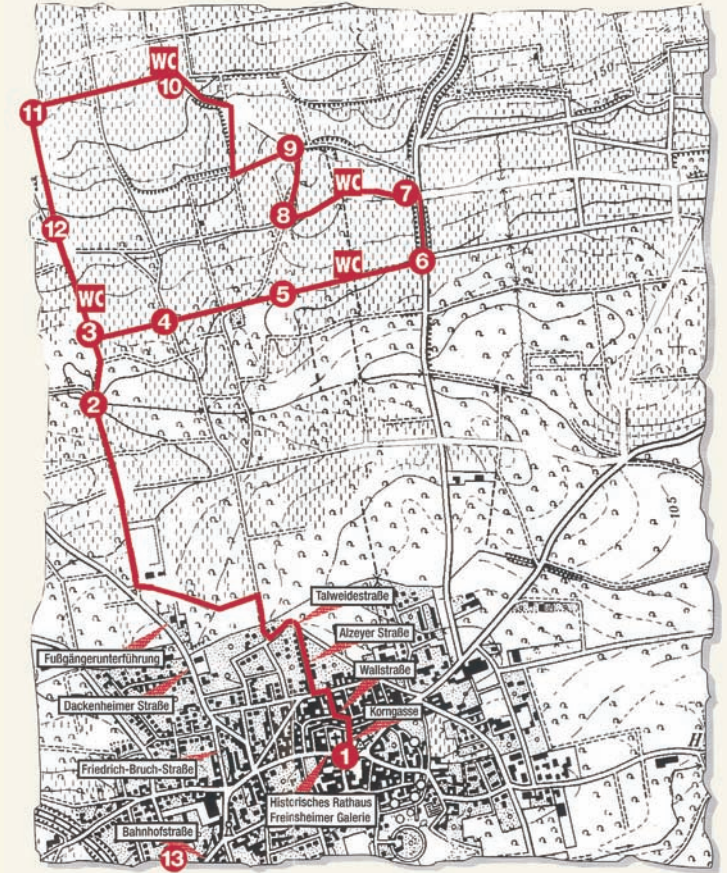 WC
10
150
11
9
WC
7
8
12
WC
6
5
WC
4
3
2
105
Talweidestraße
Alzeyer Straße
Fußgängerunterführung
Wallstraße
Dackenheimer Straße
Korngasse
1
H
Friedrich-Bruch-Straße
Historisches Rathaus
Freinsheimer Galerie
Bahnhofstraße
13